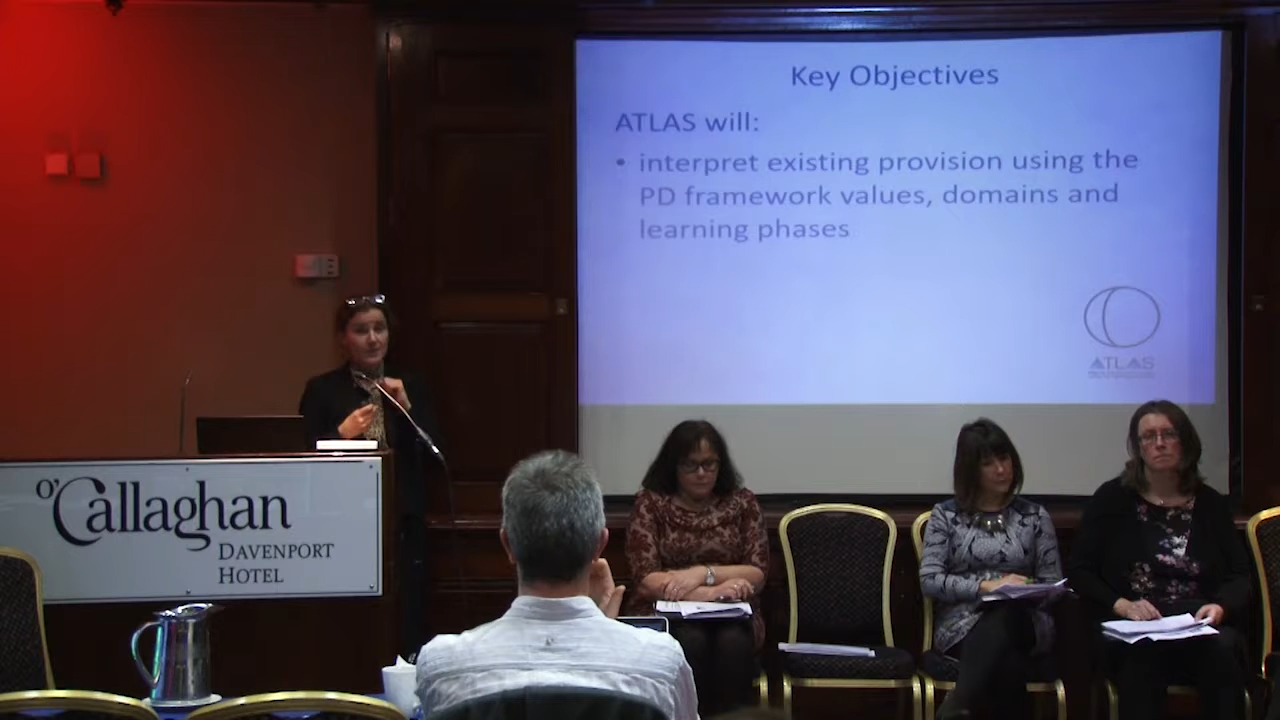 Key Objectives
ATLAS will:
• interpret existing provision using the
PD framework values, domains and
learning phases
ATLAS
O'Callaghan
DAVENPORT
HOTEL